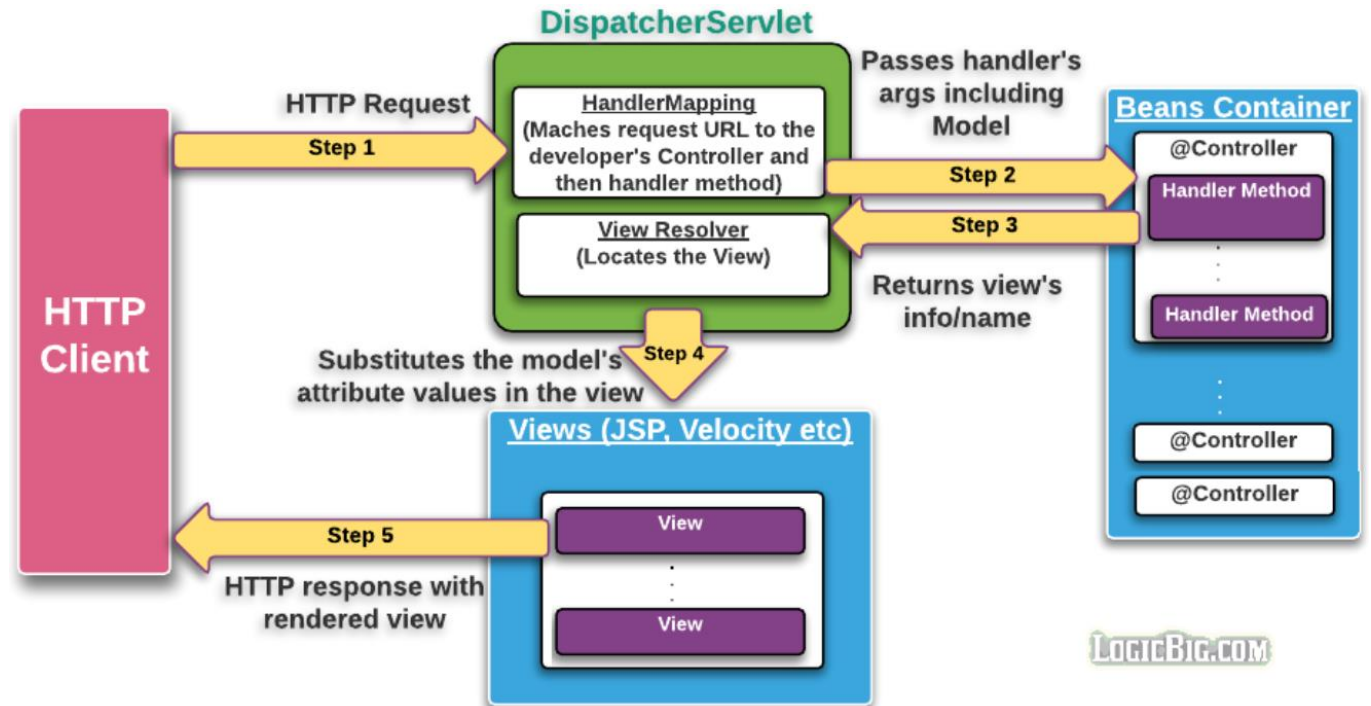 DispatcherServlet
HTTP Request
Step 1
HandlerMapping
(Maches request URL to the
developer's Controller and
then handler method)
View Resolver
(Locates the View)
Passes handler's
args including
Model
Step 2
Step 3
Returns view's
info/name
Beans Container
@Controller
Handler Method
Handler Method
@Controller
@Controller
HTTP
Client
Step 4
Substitutes the model's
attribute values in the view
Views (JSP, Velocity etc)
View
View
Step 5
HTTP response with
rendered view
LOGICBIG.COM